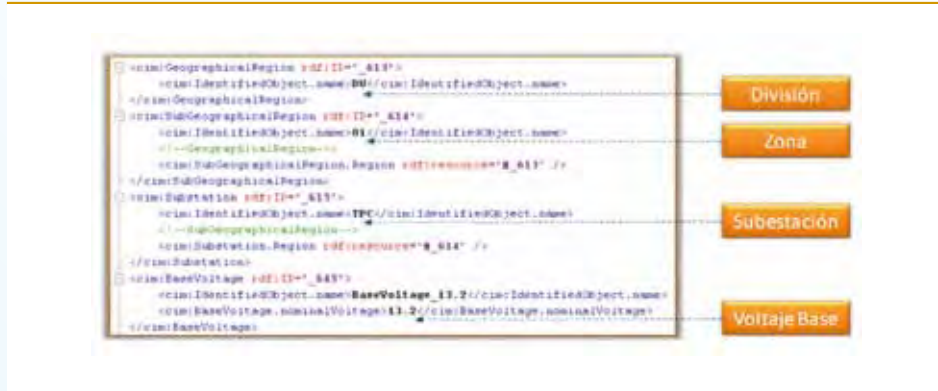 <cim:GeographicalRegion rdf:ID="_613">
<cim:IdentifiedObject.name>DU</cim:IdentifiedObject.name>
</cim:GeographicalRegion>
<cim:SubGeographicalRegion rdf:ID="_614">
<cim:IdentifiedObject.name>01</cim:IdentifiedObject.name>
<!--GeographicalRegion-->
<cim:SubGeographicalRegion.Region rdf:resource="#_613" />
</cim:SubGeographicalRegion>
<cim:Substation rdf:ID="_615">
<cim:IdentifiedObject.name>TPC</cim:IdentifiedObject.name>
<!--SubGeographicalRegion-->
<cim:Substation.Region rdf:resource="#_614" />
</cim:Substation>
<cim:BaseVoltage rdf:ID="_645">
<cim:IdentifiedObject.name>BaseVoltage_13.2</cim:IdentifiedObject.name>
<cim:BaseVoltage.nominalVoltage>13.2</cim:BaseVoltage.nominalVoltage>
</cim:BaseVoltage>
División
Zona
Subestación
Voltaje Base